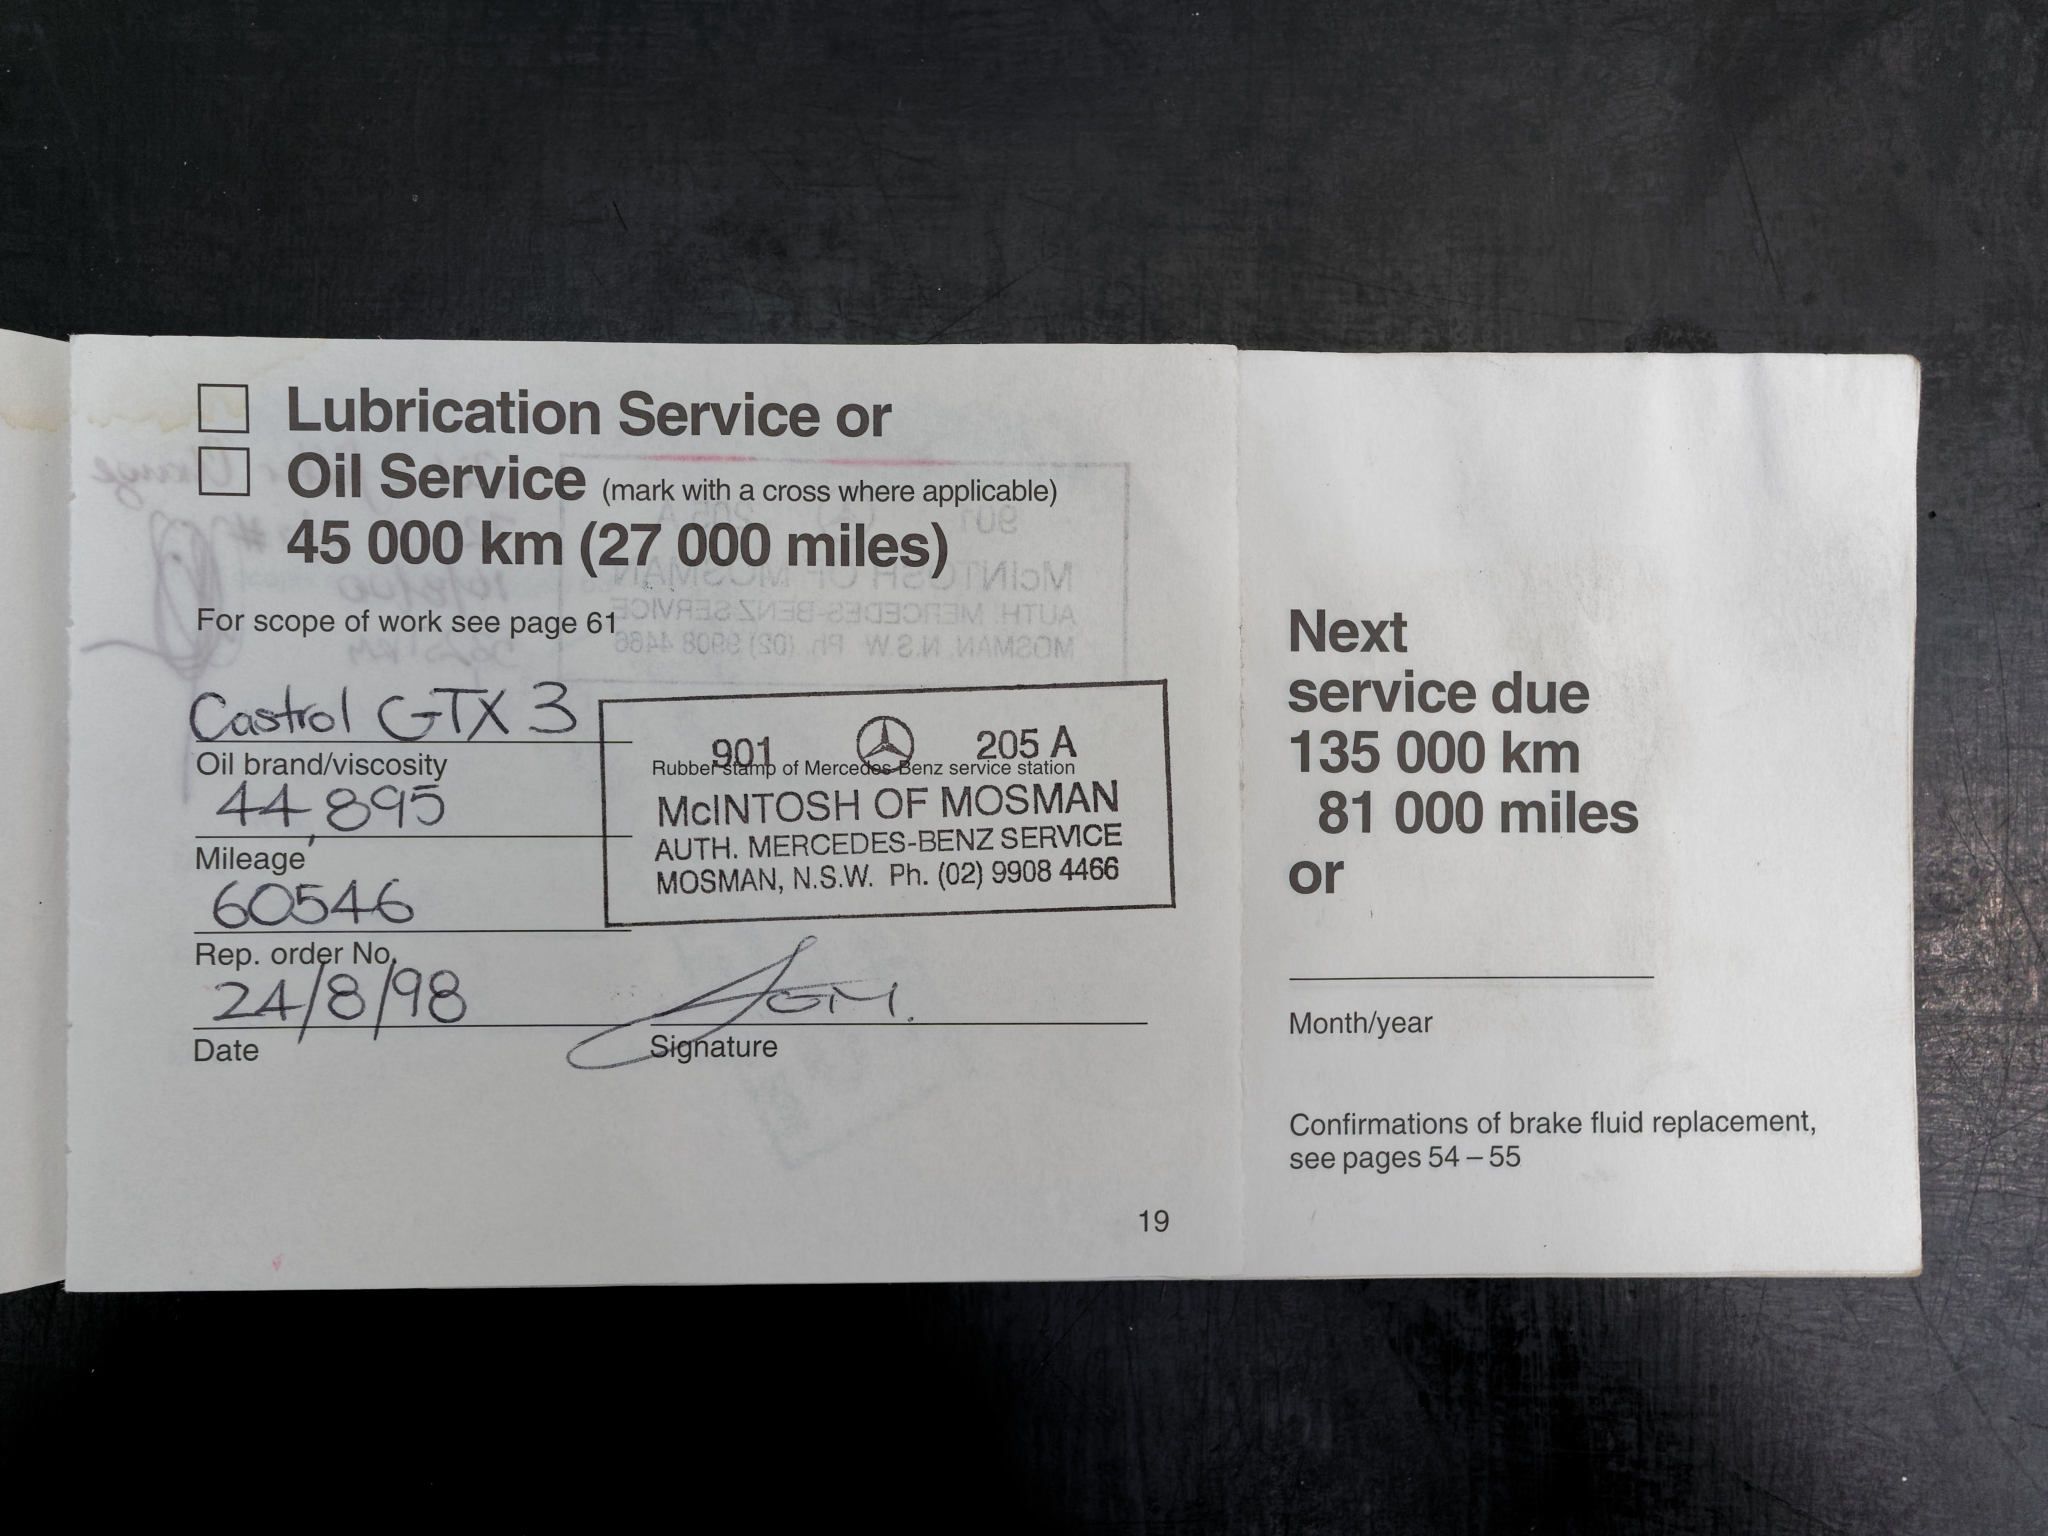 Lubrication Service or
Oil Service (mark with a cross where applicable)
45 000 km (27 000 miles)
For scope of work see page 61
Castrol GTX 3
Oil brand/viscosity
44,895
Mileage
60546
Rep. order No.
24/8/98
Date
901 205 A
Rubber stamp of Mercedes-Benz service station
McINTOSH OF MOSMAN
AUTH. MERCEDES-BENZ SERVICE
MOSMAN, N.S.W. Ph. (02) 9908 4466
Signature
19
Next
service due
135 000 km
81 000 miles
or
Month/year
Confirmations of brake fluid replacement,
see pages 54 – 55